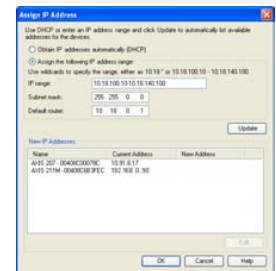 Assign IP Address
Use DHCP or enter an IP address range and click Update to automatically list available
addresses for the devices.
Obtain IP addresses automatically (DHCP)
Assign the following IP address range:
Use wildcards to specify the range, either as 10.18.* or 10.18.100.10 - 10.18.140.100.
IP range:
10.18.100.10-10.18.140.100
Subnet mask:
255 . 255 . 0 . 0
Default router:
10 . 18 . 0 . 1
Update
New IP Addresses:
Name Current Address New Address
AXIS 207 - 00408C00078C 10.91.8.17
AXIS 211M - 192.168.0.90
Edit
OK Cancel Help